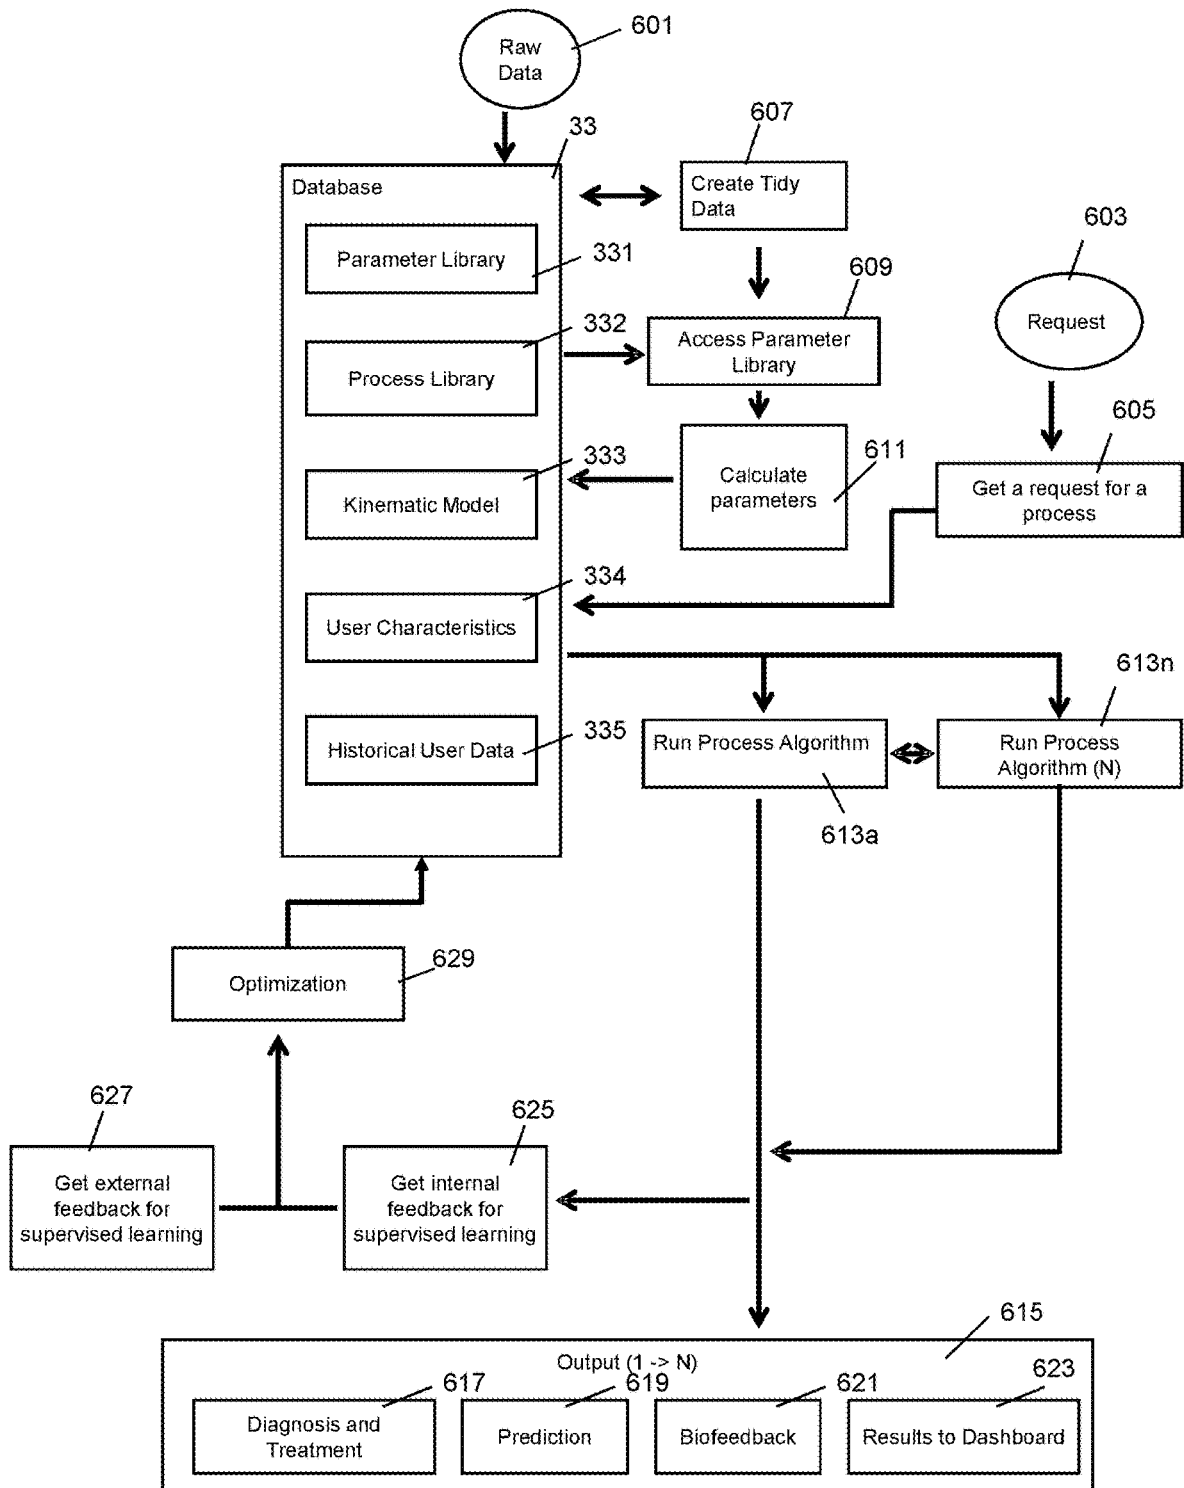 601
Raw
Data
607
33
Database
Create Tidy
Data
603
Parameter Library
331
609
Request
332
Access Parameter
Library
Process Library
605
333
611
Calculate
parameters
Get a request for a
process
Kinematic Model
334
User Characteristics
613n
335
Historical User Data
Run Process Algorithm
Run Process
Algorithm (N)
613a
629
Optimization
627
625
Get external
feedback for
supervised learning
Get internal
feedback for
supervised learning
615
Output (1 -> N)
617
619
621
623
Diagnosis and
Treatment
Prediction
Biofeedback
Results to Dashboard